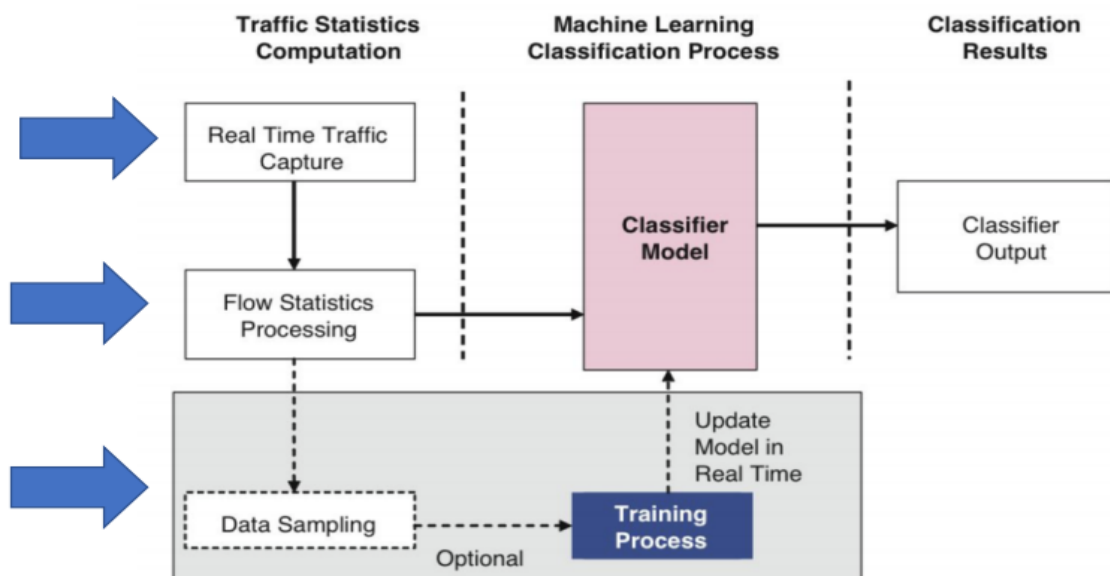 Traffic Statistics
Computation
Machine Learning
Classification Process
Classification
Results
Real Time Traffic
Capture
Classifier
Model
Classifier
Output
Flow Statistics
Processing
Update
Model in
Real Time
Data Sampling
Optional
Training
Process